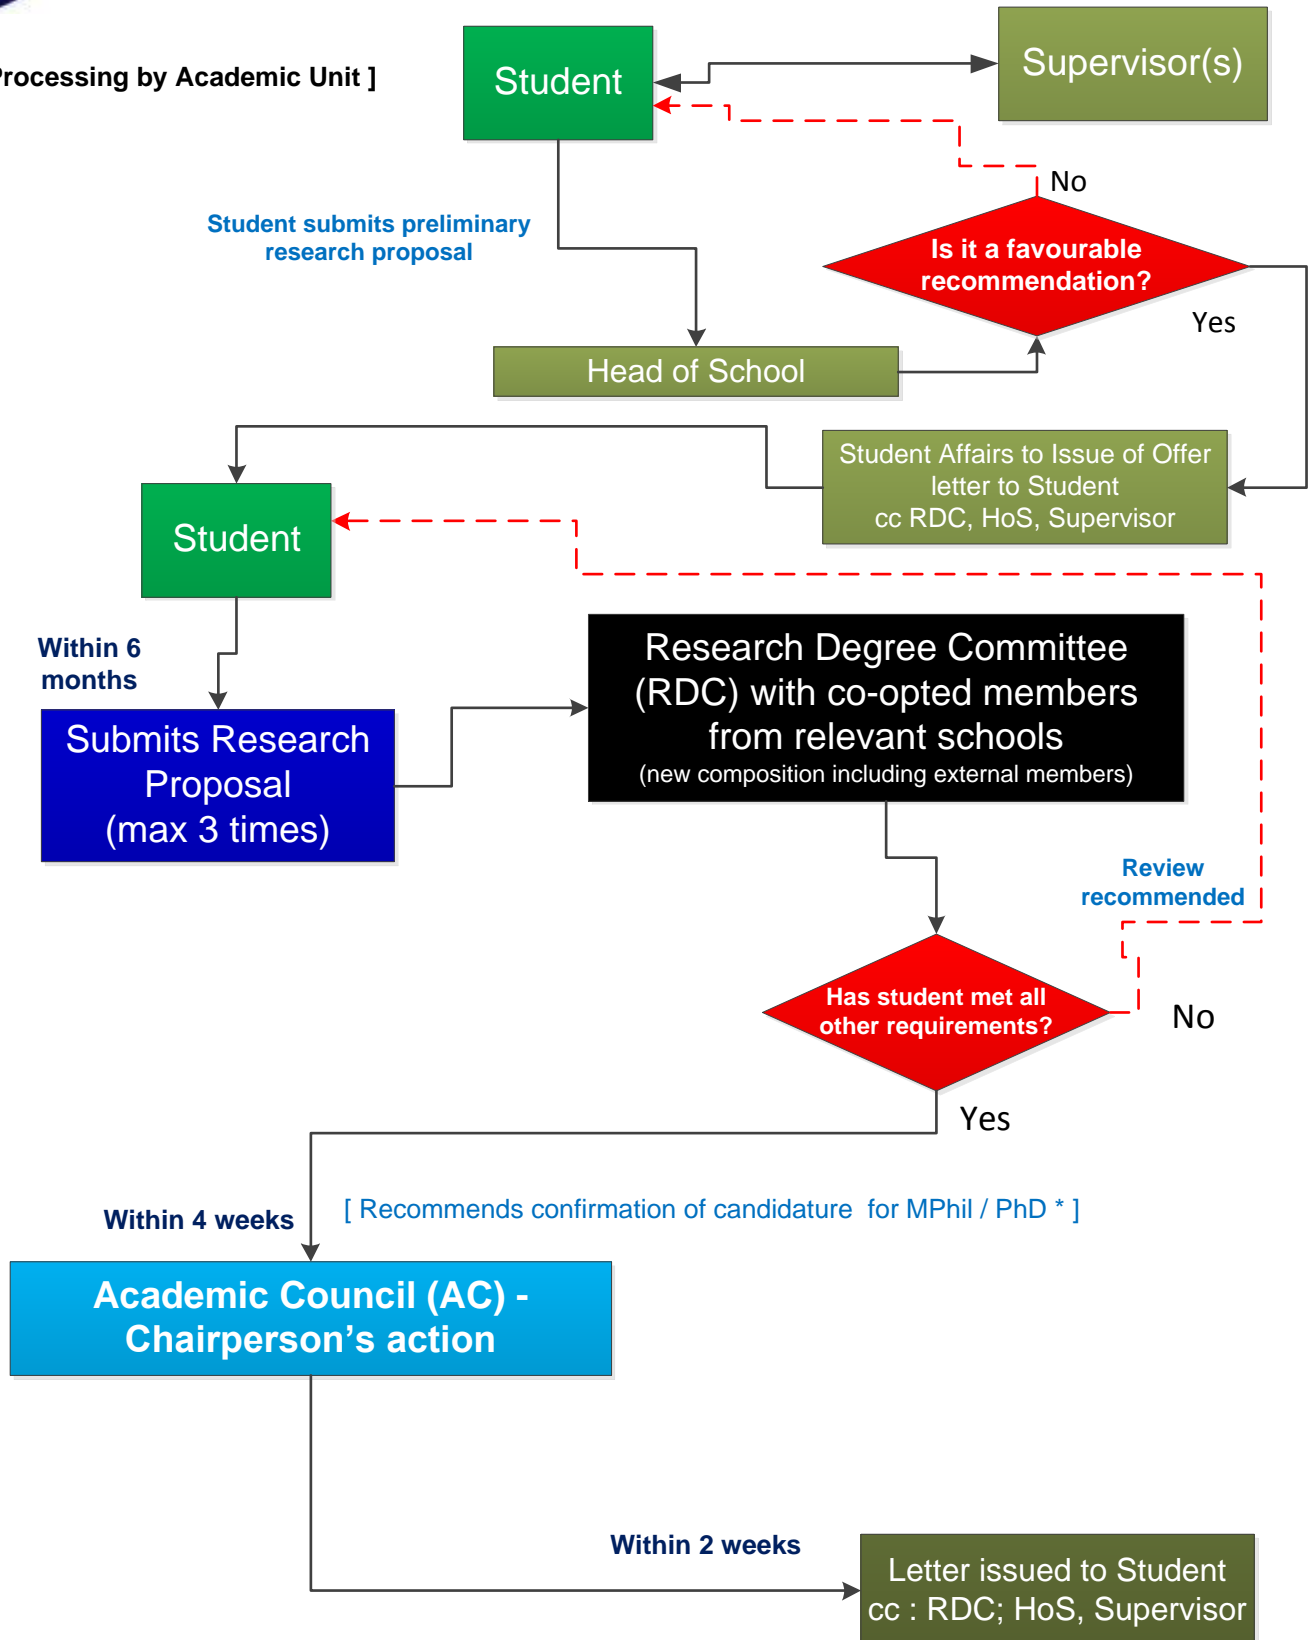 Processing by Academic Unit ]
Student
Supervisor(s)
No
Student submits preliminary
research proposal
Is it a favourable
recommendation?
Yes
Head of School
Student Affairs to Issue of Offer
letter to Student
cc RDC, HoS, Supervisor
Student
Within 6
months
Research Degree Committee
(RDC) with co-opted members
from relevant schools
(new composition including external members)
Submits Research
Proposal
(max 3 times)
Review
recommended
Has student met all
other requirements?
No
Yes
Within 4 weeks
[ Recommends confirmation of candidature  for MPhil / PhD * ]
Academic Council (AC) -
Chairperson’s action
Within 2 weeks
Letter issued to Student
cc : RDC; HoS, Supervisor